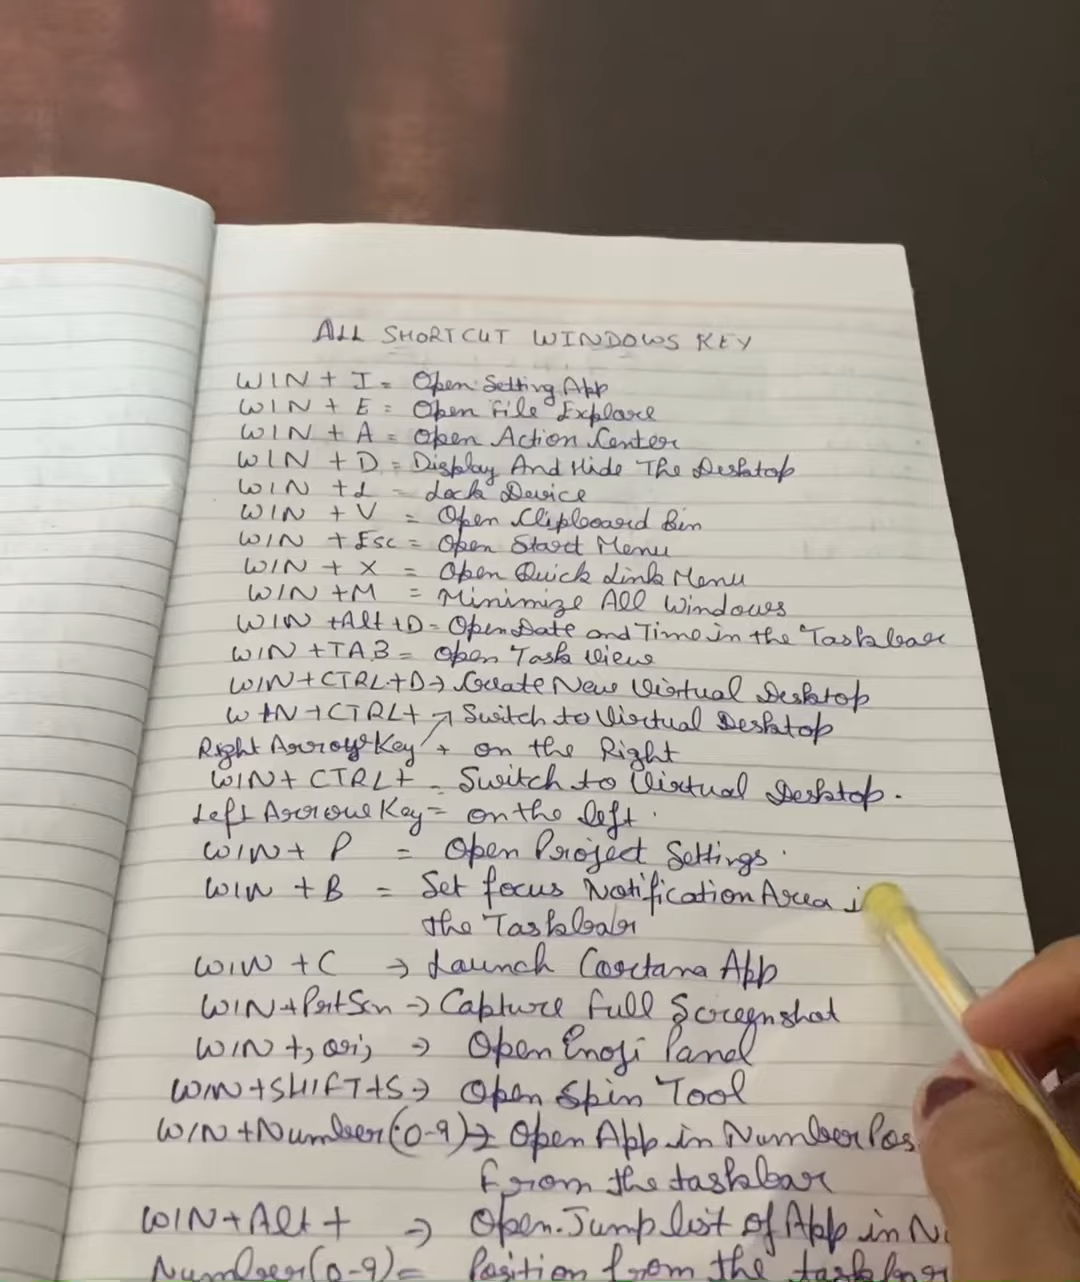 ALL SHORTCUT WINDOWS KEY
WIN + I = Open Setting App
WIN + E = Open File Explore
WIN + A = Open Action Center
WIN + D = Display And Hide The Desktop
WIN + L = Lock Device
WIN + V = Open Clipboard Bin
WIN + Esc = Open Start Menu
WIN + X = Open Quick Link Menu
WIN + M = Minimize All Windows
WIN + Alt + D = Open Date and Time in the Taskbar
WIN + TAB = Open Task View
WIN + CTRL + D → Create New Virtual Desktop
WIN + CTRL + → Switch to Virtual Desktop
Right Arrow Key + on the Right
WIN + CTRL + = Switch to Virtual Desktop.
Left Arrow Key = on the left.
WIN + P = Open Project Settings.
WIN + B = Set focus Notification Area
the Taskbar
WIN + C → Launch Cortana App
WIN + PrtScn → Capture full Screenshot
WIN + , or ; → Open Emoji Panel
WIN + SHIFT + S → Open Spin Tool
WIN + Number (0-9) → Open App in Number Pos
from the taskbar
WIN + Alt + → Open Jump list of App in
Number (0-9) = Position from the taskbar